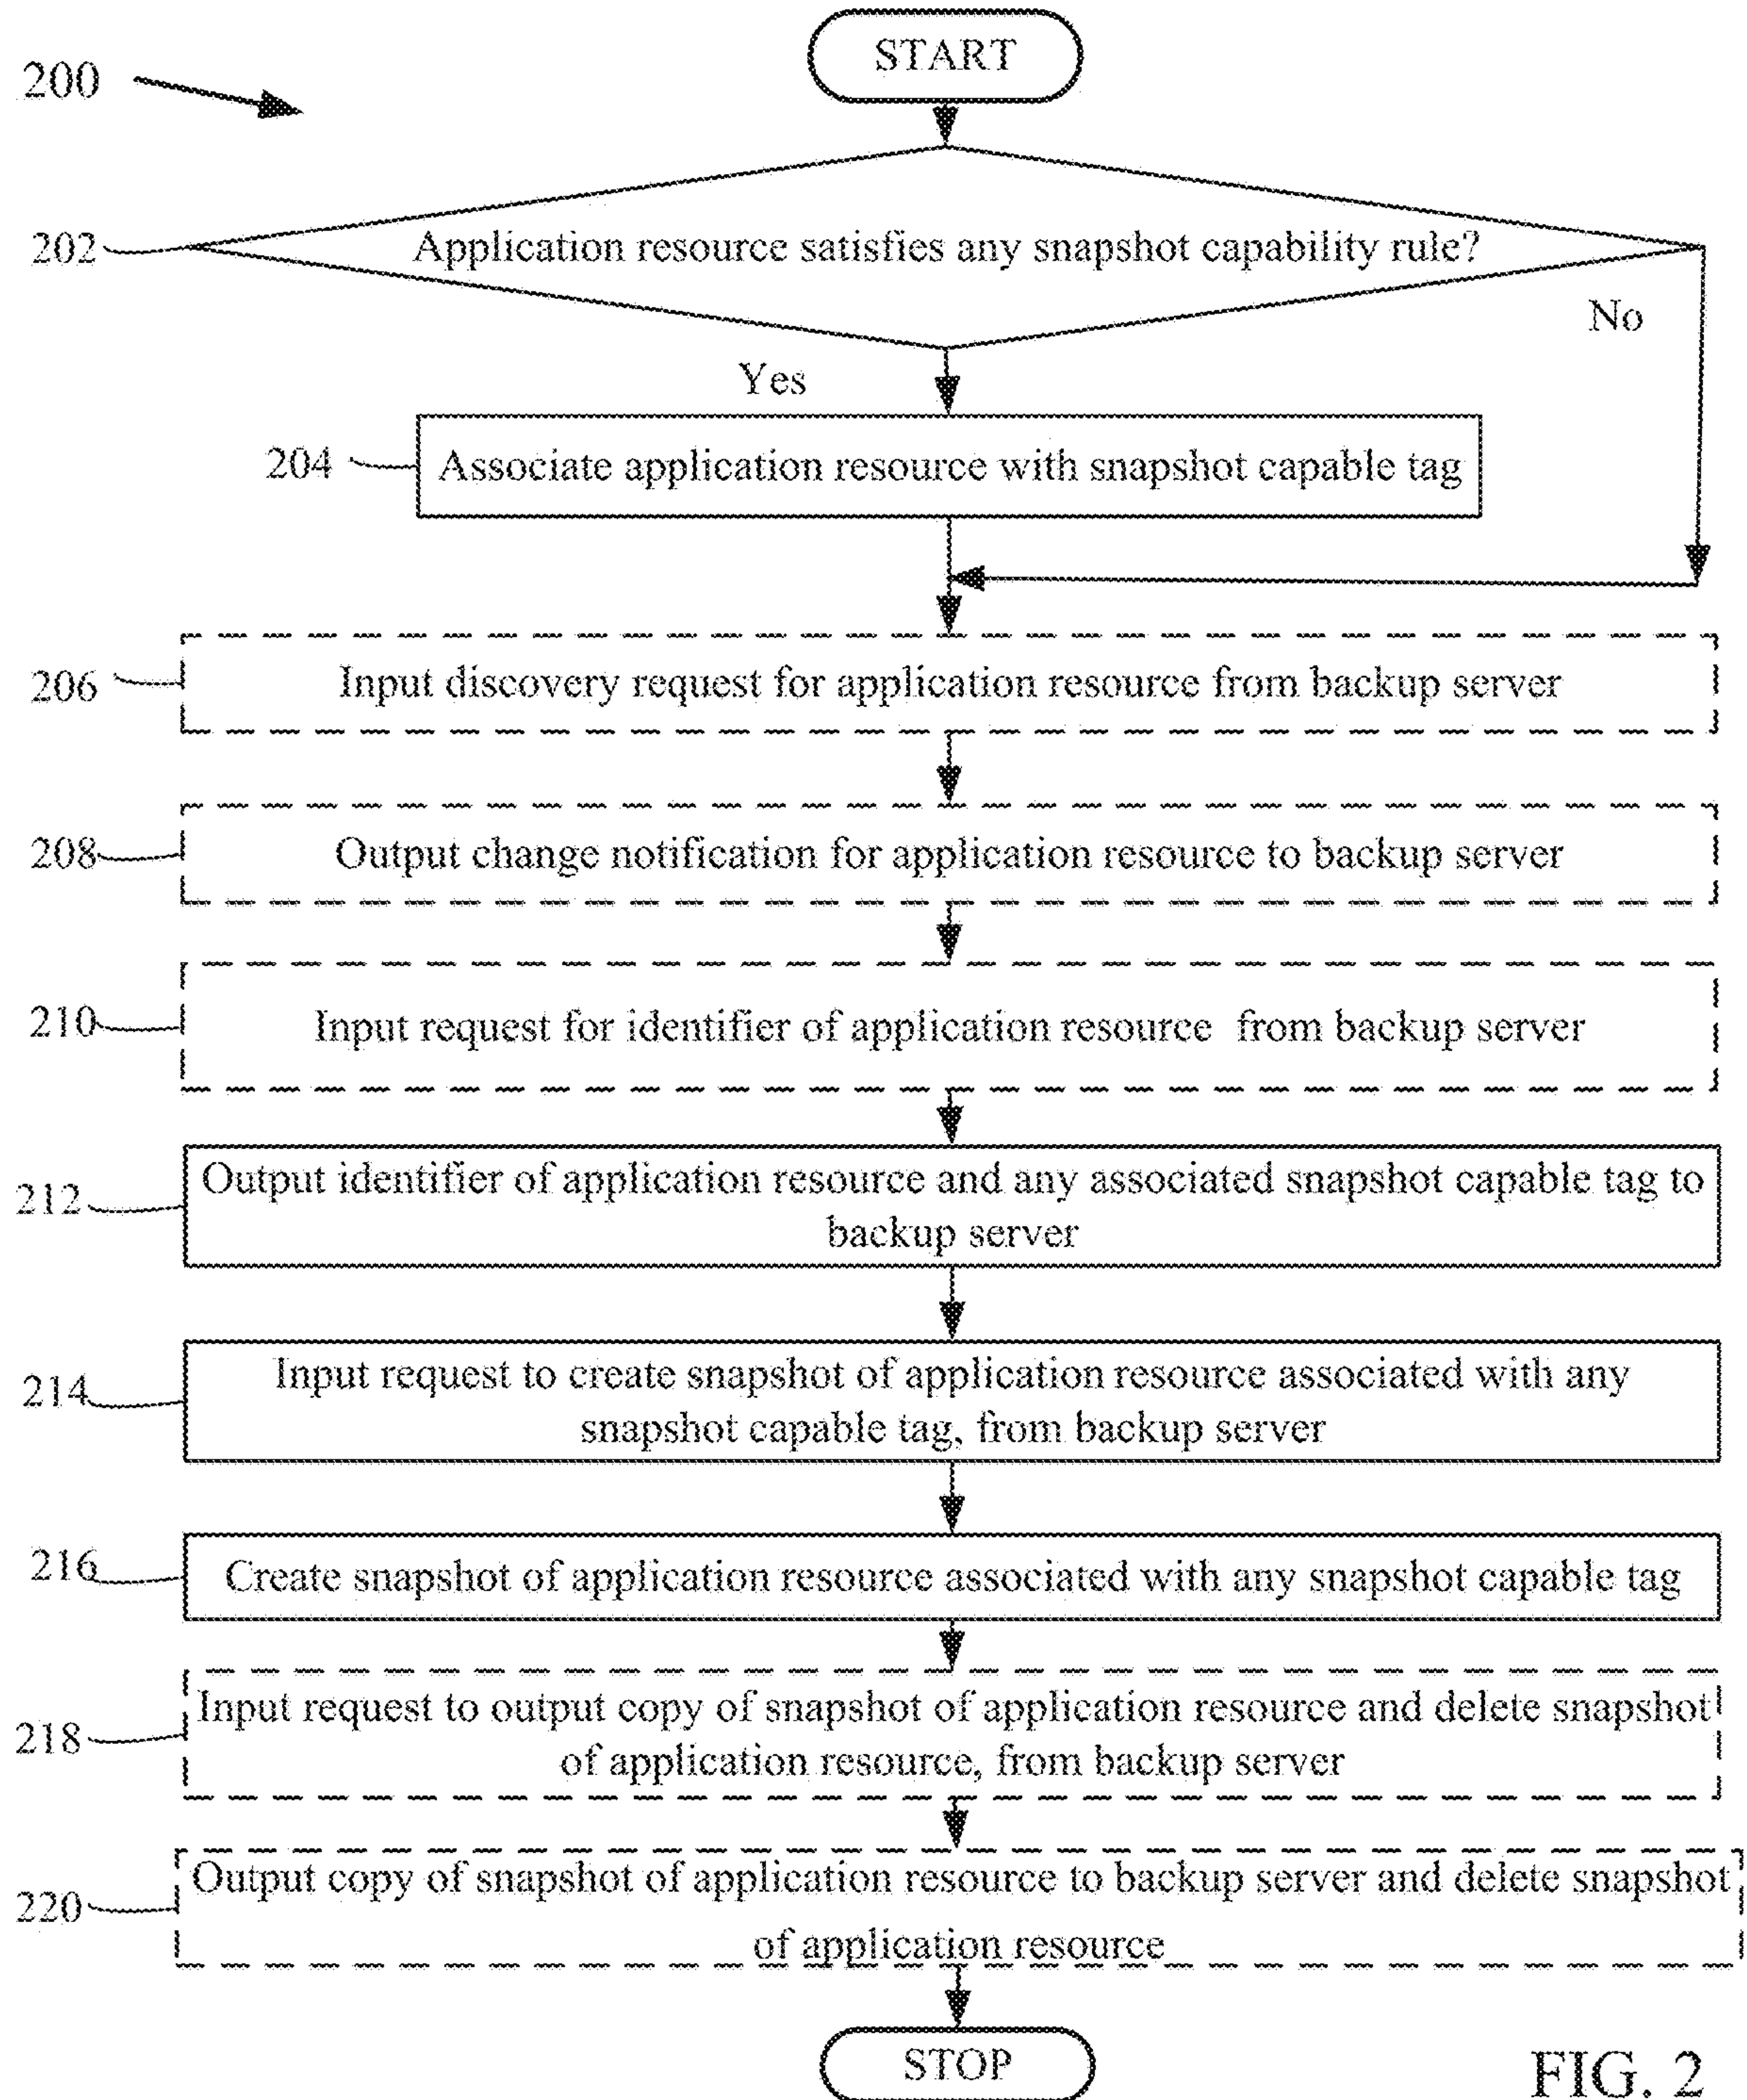 START
200
202
Application resource satisfies any snapshot capability rule?
No
Yes
204
Associate application resource with snapshot capable tag
206
Input discovery request for application resource from backup server
208
Output change notification for application resource to backup server
210
Input request for identifier of application resource from backup server
212
Output identifier of application resource and any associated snapshot capable tag to
backup server
214
Input request to create snapshot of application resource associated with any
snapshot capable tag, from backup server
216
Create snapshot of application resource associated with any snapshot capable tag
218
Input request to output copy of snapshot of application resource and delete snapshot
of application resource, from backup server
220
Output copy of snapshot of application resource to backup server and delete snapshot
of application resource
STOP
FIG. 2